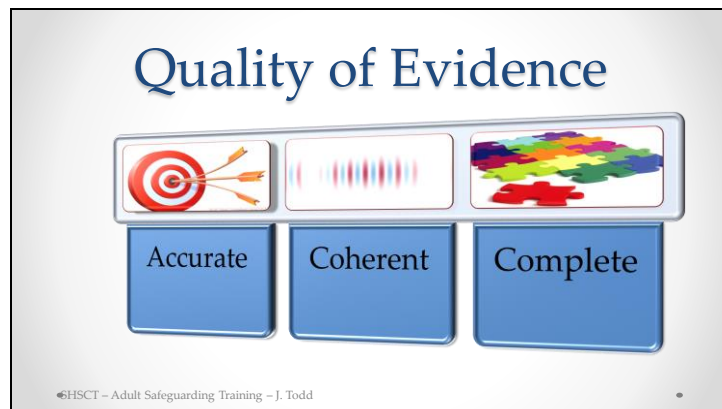 Quality of Evidence
Accurate
Coherent
Complete
SHSCT – Adult Safeguarding Training – J. Todd